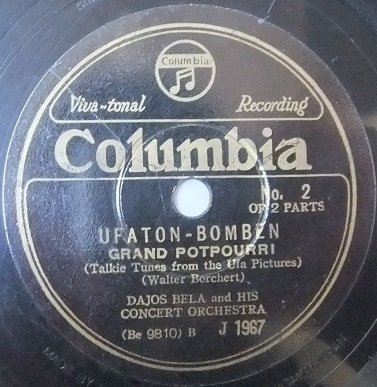 Columbia
Viva-tonal Recording
Columbia
No. 2
OF 2 PARTS
UFATON-BOMBEN
GRAND POTPOURRI
(Talkie Tunes from the Ufa Pictures)
(Walter Borchert)
DAJOS BELA and HIS
CONCERT ORCHESTRA
(Be 9810) B J 1967